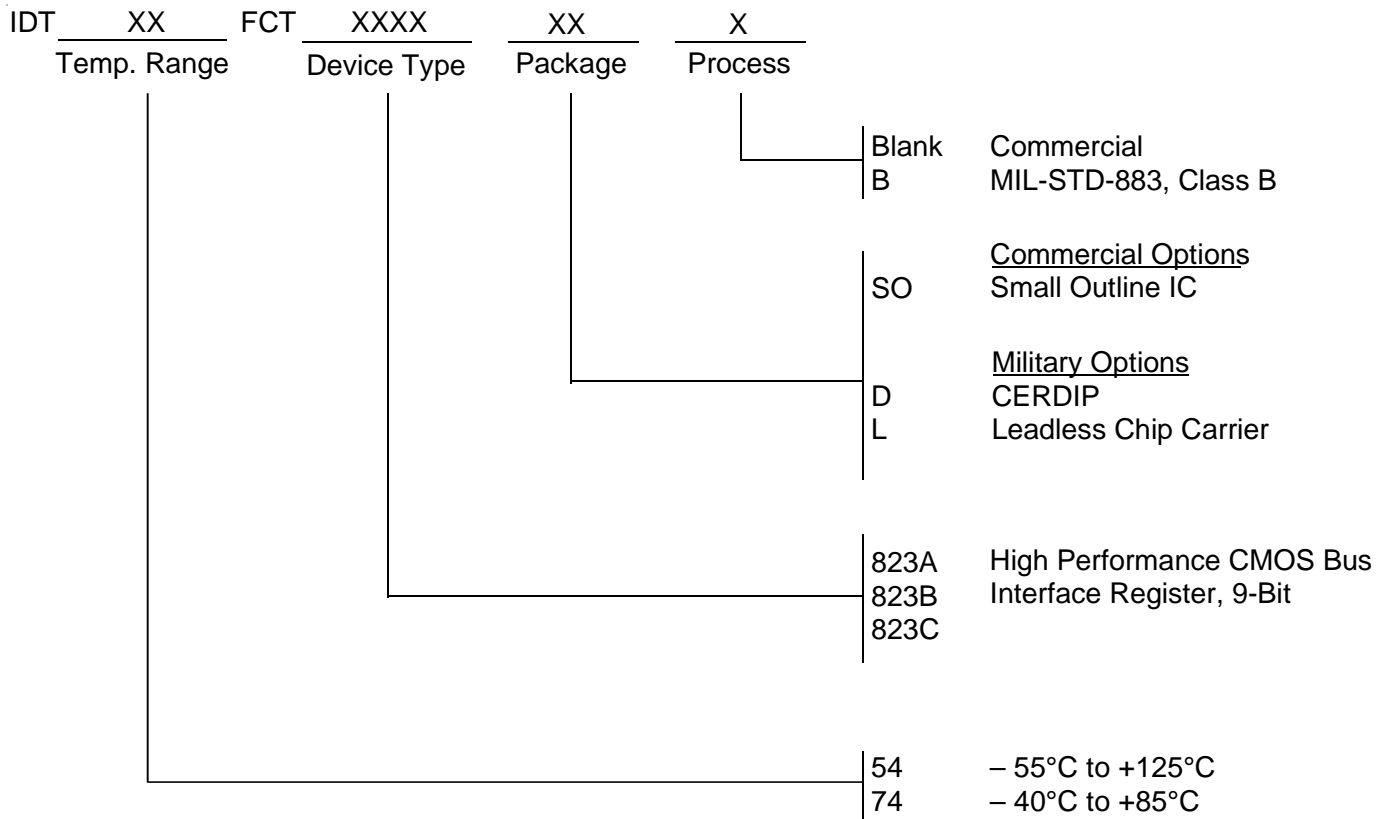 IDT XX FCT XXXX XX X
Temp. Range Device Type Package Process
Blank Commercial
B MIL-STD-883, Class B
Commercial Options
SO Small Outline IC
Military Options
D CERDIP
L Leadless Chip Carrier
823A High Performance CMOS Bus
823B Interface Register, 9-Bit
823C
54 – 55°C to +125°C
74 – 40°C to +85°C